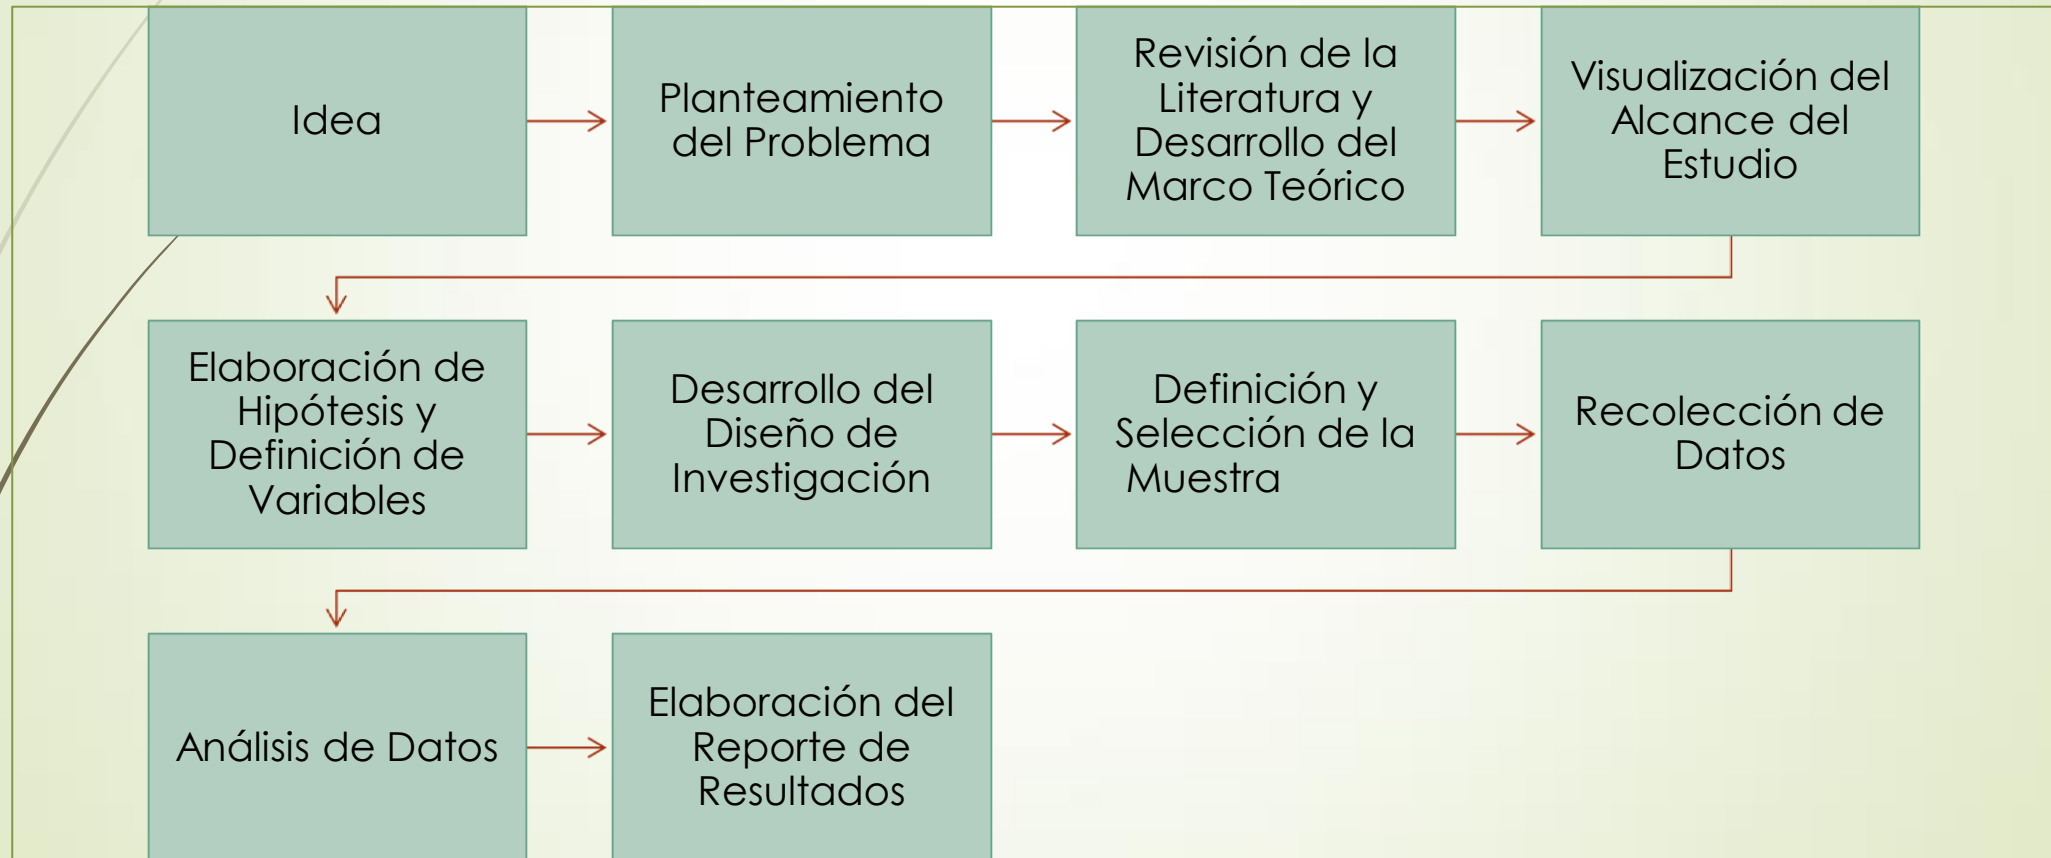 Idea
Planteamiento
del Problema
Revisión de la
Literatura y
Desarrollo del
Marco Teórico
Visualización del
Alcance del
Estudio
Elaboración de
Hipótesis y
Definición de
Variables
Desarrollo del
Diseño de
Investigación
Definición y
Selección de la
Muestra
Recolección de
Datos
Análisis de Datos
Elaboración del
Reporte de
Resultados